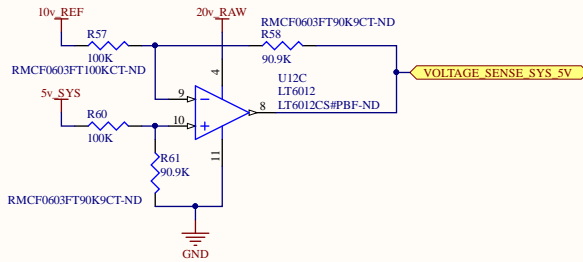 10v_REF
20v_RAW
R57
100K
RMCF0603FT100KCT-ND
RMCF0603FT90K9CT-ND
R58
90.9K
VOLTAGE_SENSE_SYS_5V
4
U12C
LT6012
LT6012CS#PBF-ND
9
8
5v_SYS
10
R60
100K
11
R61
90.9K
RMCF0603FT90K9CT-ND
GND